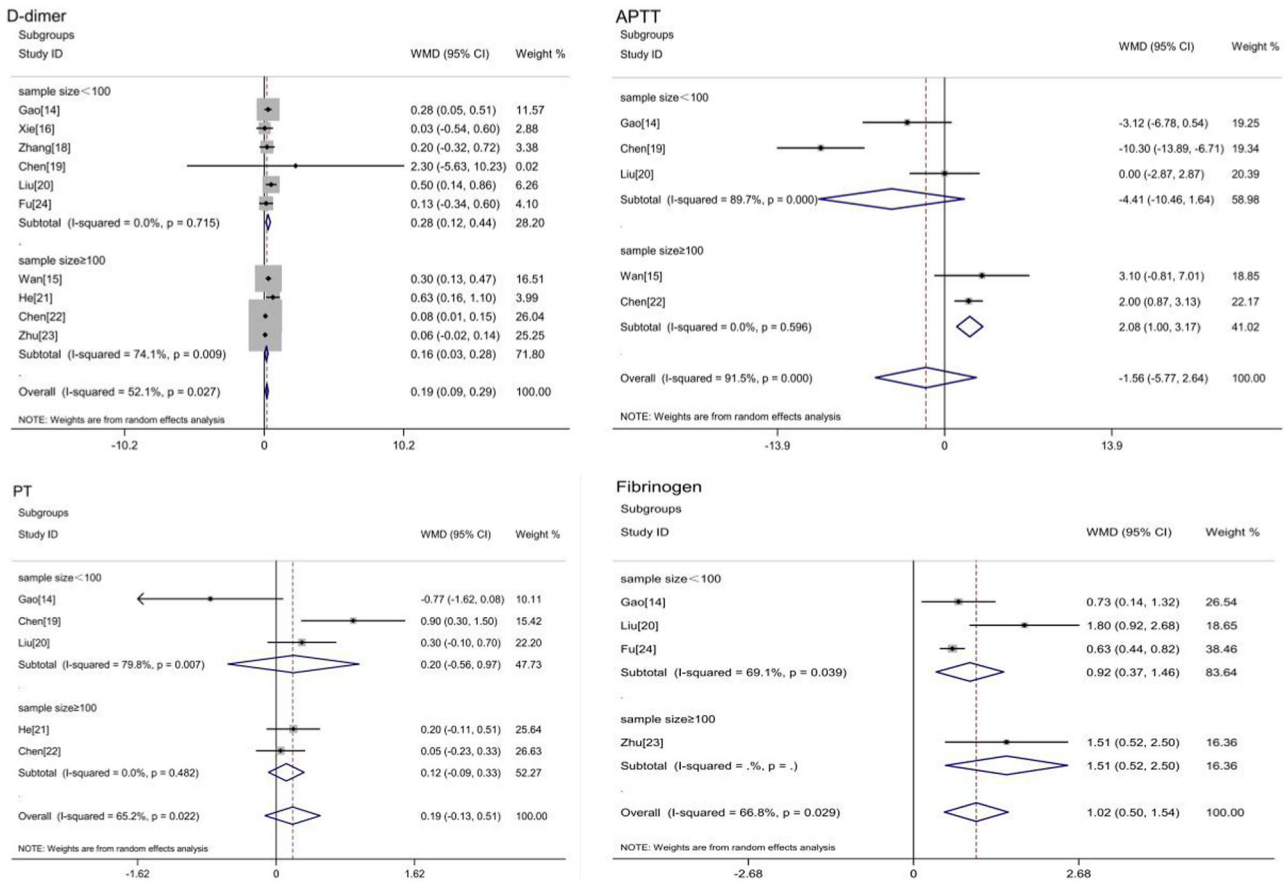 D-dimer
Subgroups
Study ID WMD (95% CI) Weight %
sample size<100
Gao[14] 0.28 (0.05, 0.51) 11.57
Xie[16] 0.03 (-0.54, 0.60) 2.88
Zhang[18] 0.20 (-0.32, 0.72) 3.38
Chen[19] 2.30 (-5.63, 10.23) 0.02
Liu[20] 0.50 (0.14, 0.86) 6.26
Fu[24] 0.13 (-0.34, 0.60) 4.10
Subtotal (I-squared = 0.0%, p = 0.715) 0.28 (0.12, 0.44) 28.20
.
sample size≥100
Wan[15] 0.30 (0.13, 0.47) 16.51
He[21] 0.63 (0.16, 1.10) 3.99
Chen[22] 0.08 (0.01, 0.15) 26.04
Zhu[23] 0.06 (-0.02, 0.14) 25.25
Subtotal (I-squared = 74.1%, p = 0.009) 0.16 (0.03, 0.28) 71.80
.
Overall (I-squared = 52.1%, p = 0.027) 0.19 (0.09, 0.29) 100.00
NOTE: Weights are from random effects analysis
-10.2 0 10.2
APTT
Subgroups
Study ID WMD (95% CI) Weight %
sample size<100
Gao[14] -3.12 (-6.78, 0.54) 19.25
Chen[19] -10.30 (-13.89, -6.71) 19.34
Liu[20] 0.00 (-2.87, 2.87) 20.39
Subtotal (I-squared = 89.7%, p = 0.000) -4.41 (-10.46, 1.64) 58.98
.
sample size≥100
Wan[15] 3.10 (-0.81, 7.01) 18.85
Chen[22] 2.00 (0.87, 3.13) 22.17
Subtotal (I-squared = 0.0%, p = 0.596) 2.08 (1.00, 3.17) 41.02
.
Overall (I-squared = 91.5%, p = 0.000) -1.56 (-5.77, 2.64) 100.00
NOTE: Weights are from random effects analysis
-13.9 0 13.9
PT
Subgroups
Study ID WMD (95% CI) Weight %
sample size<100
Gao[14] -0.77 (-1.62, 0.08) 10.11
Chen[19] 0.90 (0.30, 1.50) 15.42
Liu[20] 0.30 (-0.10, 0.70) 22.20
Subtotal (I-squared = 79.8%, p = 0.007) 0.20 (-0.56, 0.97) 47.73
.
sample size≥100
He[21] 0.20 (-0.11, 0.51) 25.64
Chen[22] 0.05 (-0.23, 0.33) 26.63
Subtotal (I-squared = 0.0%, p = 0.482) 0.12 (-0.09, 0.33) 52.27
.
Overall (I-squared = 65.2%, p = 0.022) 0.19 (-0.13, 0.51) 100.00
NOTE: Weights are from random effects analysis
-1.62 0 1.62
Fibrinogen
Subgroups
Study ID WMD (95% CI) Weight %
sample size<100
Gao[14] 0.73 (0.14, 1.32) 26.54
Liu[20] 1.80 (0.92, 2.68) 18.65
Fu[24] 0.63 (0.44, 0.82) 38.46
Subtotal (I-squared = 69.1%, p = 0.039) 0.92 (0.37, 1.46) 83.64
.
sample size≥100
Zhu[23] 1.51 (0.52, 2.50) 16.36
Subtotal (I-squared = .%, p = .) 1.51 (0.52, 2.50) 16.36
.
Overall (I-squared = 66.8%, p = 0.029) 1.02 (0.50, 1.54) 100.00
NOTE: Weights are from random effects analysis
-2.68 0 2.68